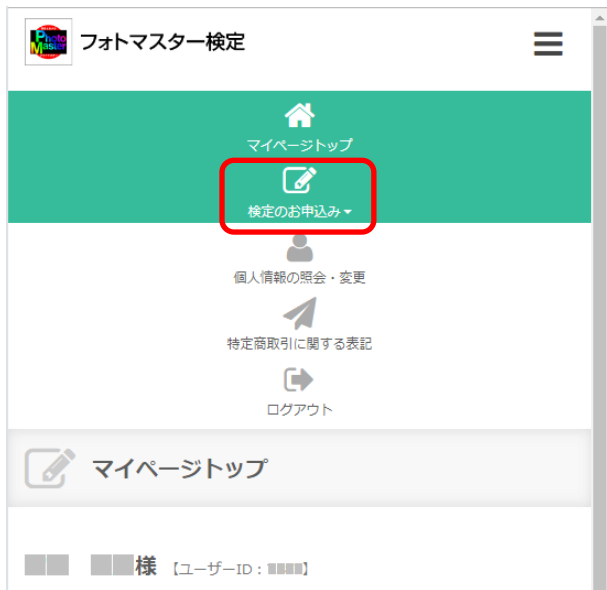 Photo
Master
フォトマスター検定
マイページトップ
検定のお申込み
個人情報の照会・変更
特定商取引に関する表記
ログアウト
マイページトップ
様 【ユーザーID：】